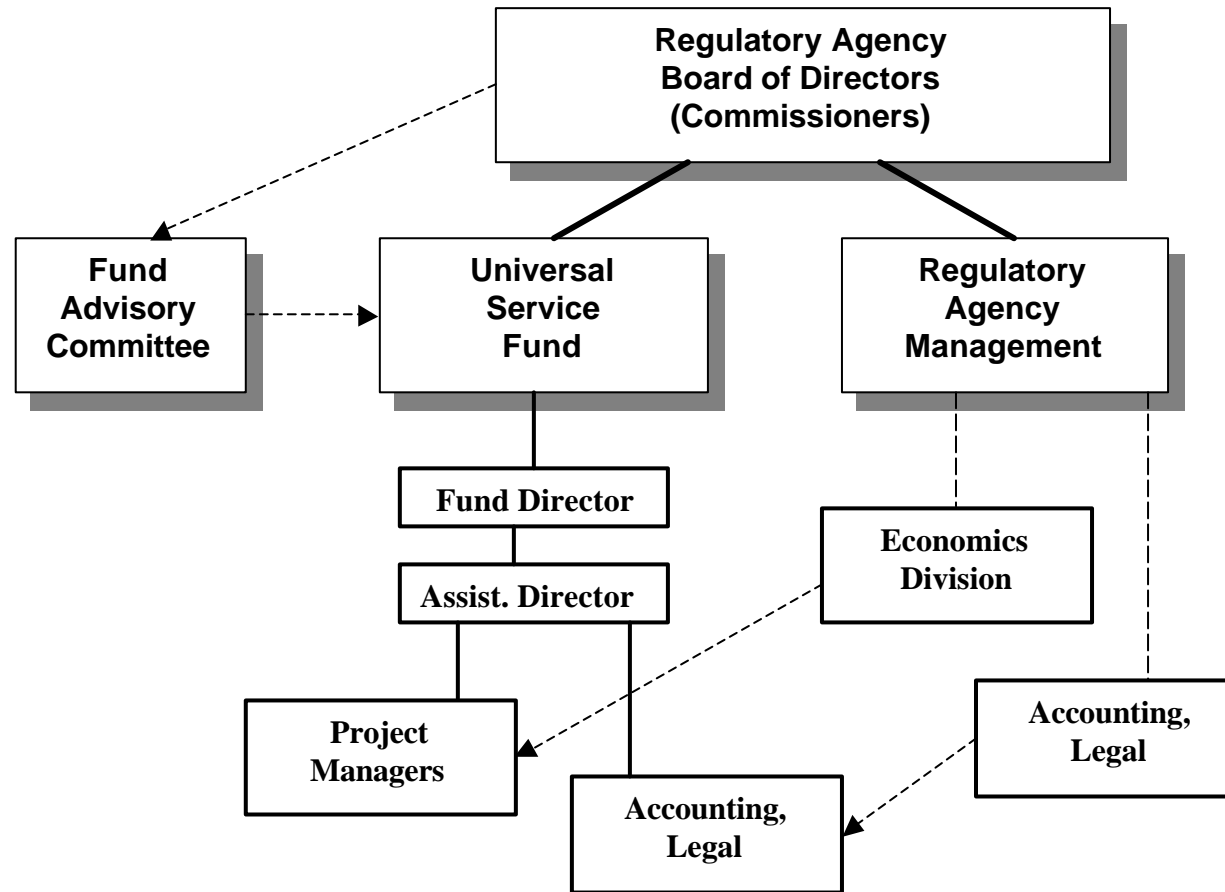 Regulatory Agency
Board of Directors
(Commissioners)
Fund
Advisory
Committee
Universal
Service
Fund
Regulatory
Agency
Management
Fund Director
Assist. Director
Economics
Division
Project
Managers
Accounting,
Legal
Accounting,
Legal